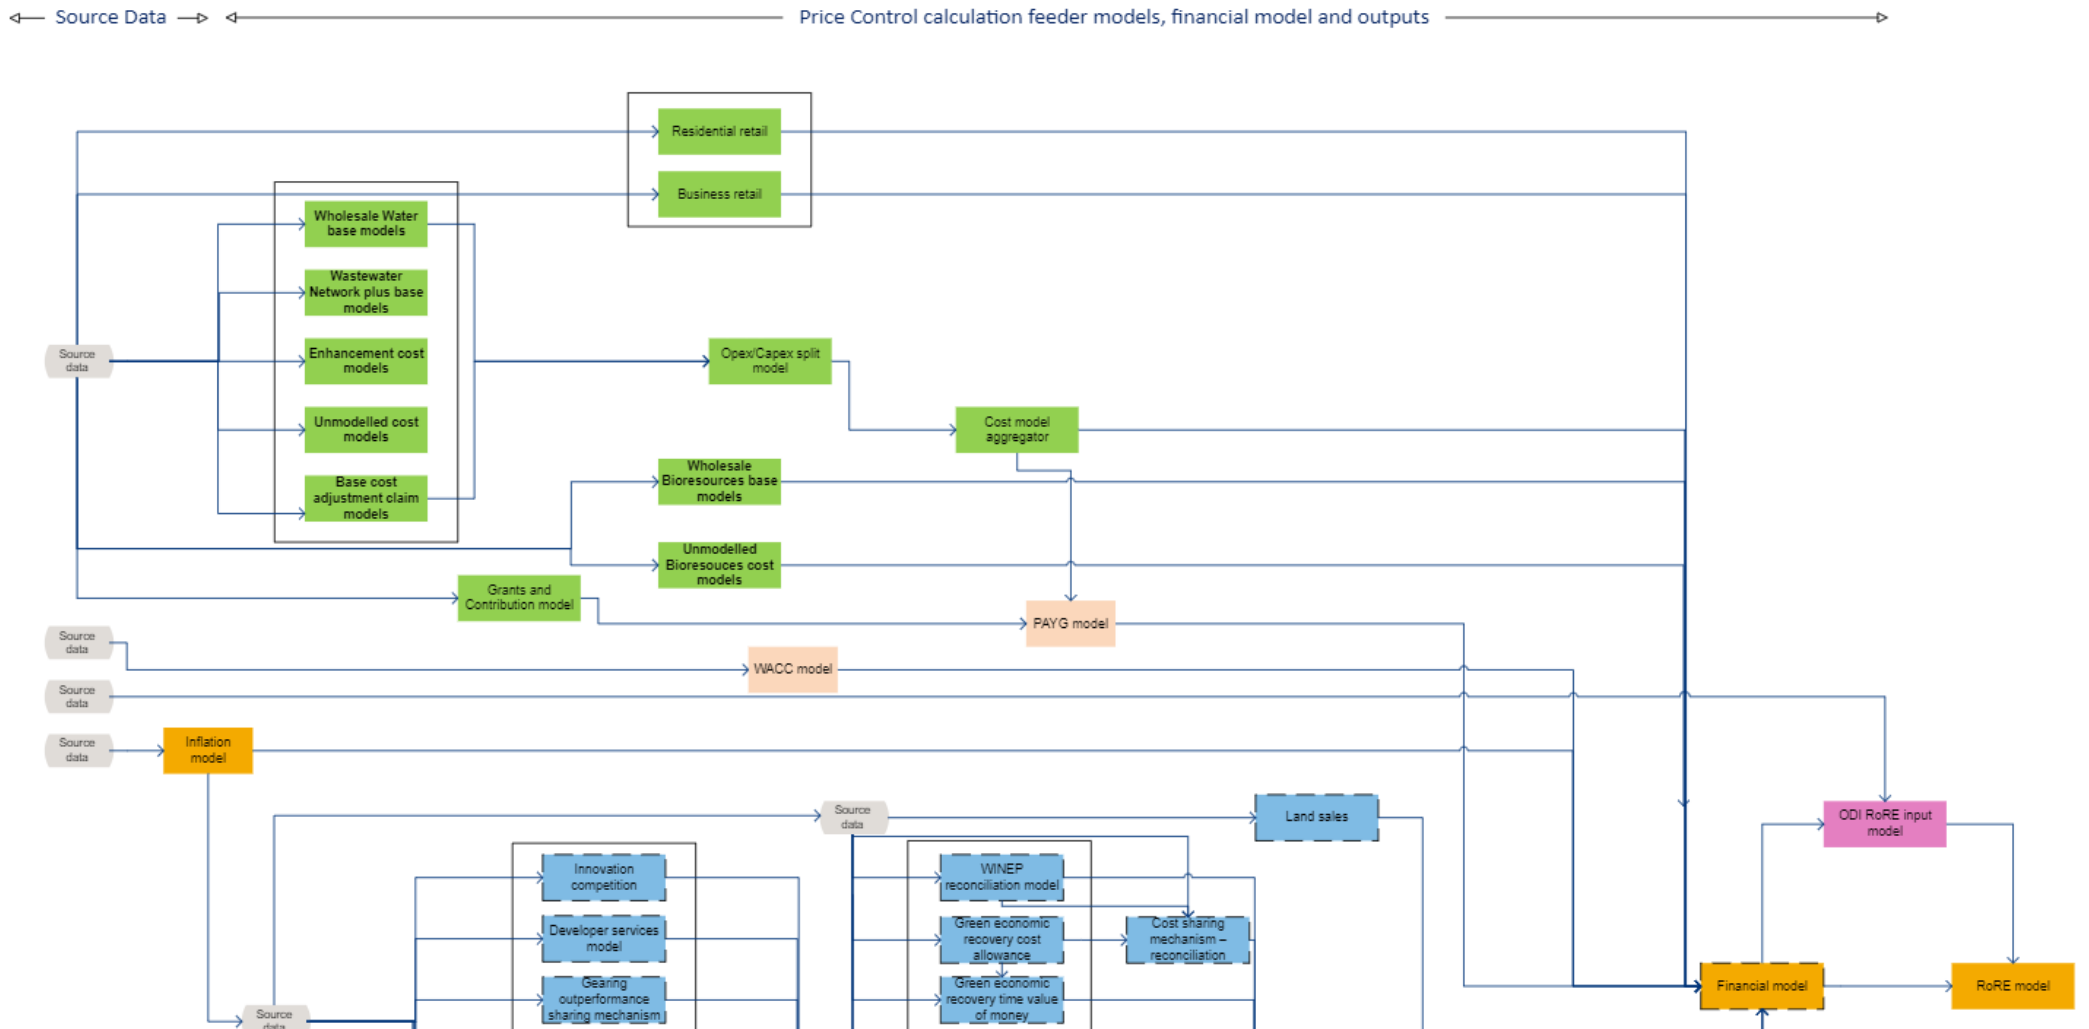 Source Data
Price Control calculation feeder models, financial model and outputs
Residential retail
Business retail
Wholesale Water
base models
Wastewater
Network plus base
models
Source
data
Enhancement cost
models
Opex/Capex split
model
Unmodelled cost
models
Cost model
aggregator
Base cost
adjustment claim
models
Wholesale
Bioresources base
models
Unmodelled
Bioresouces cost
models
Grants and
Contribution model
PAYG model
Source
data
WACC model
Source
data
Source
data
Inflation
model
Source
data
Land sales
ODI RoRE input
model
Innovation
competition
WINEP
reconciliation model
Developer services
model
Green economic
recovery cost
allowance
Cost sharing
mechanism –
reconciliation
Gearing
outperformance
sharing mechanism
Green economic
recovery time value
of money
Financial model
RoRE model
Source
data